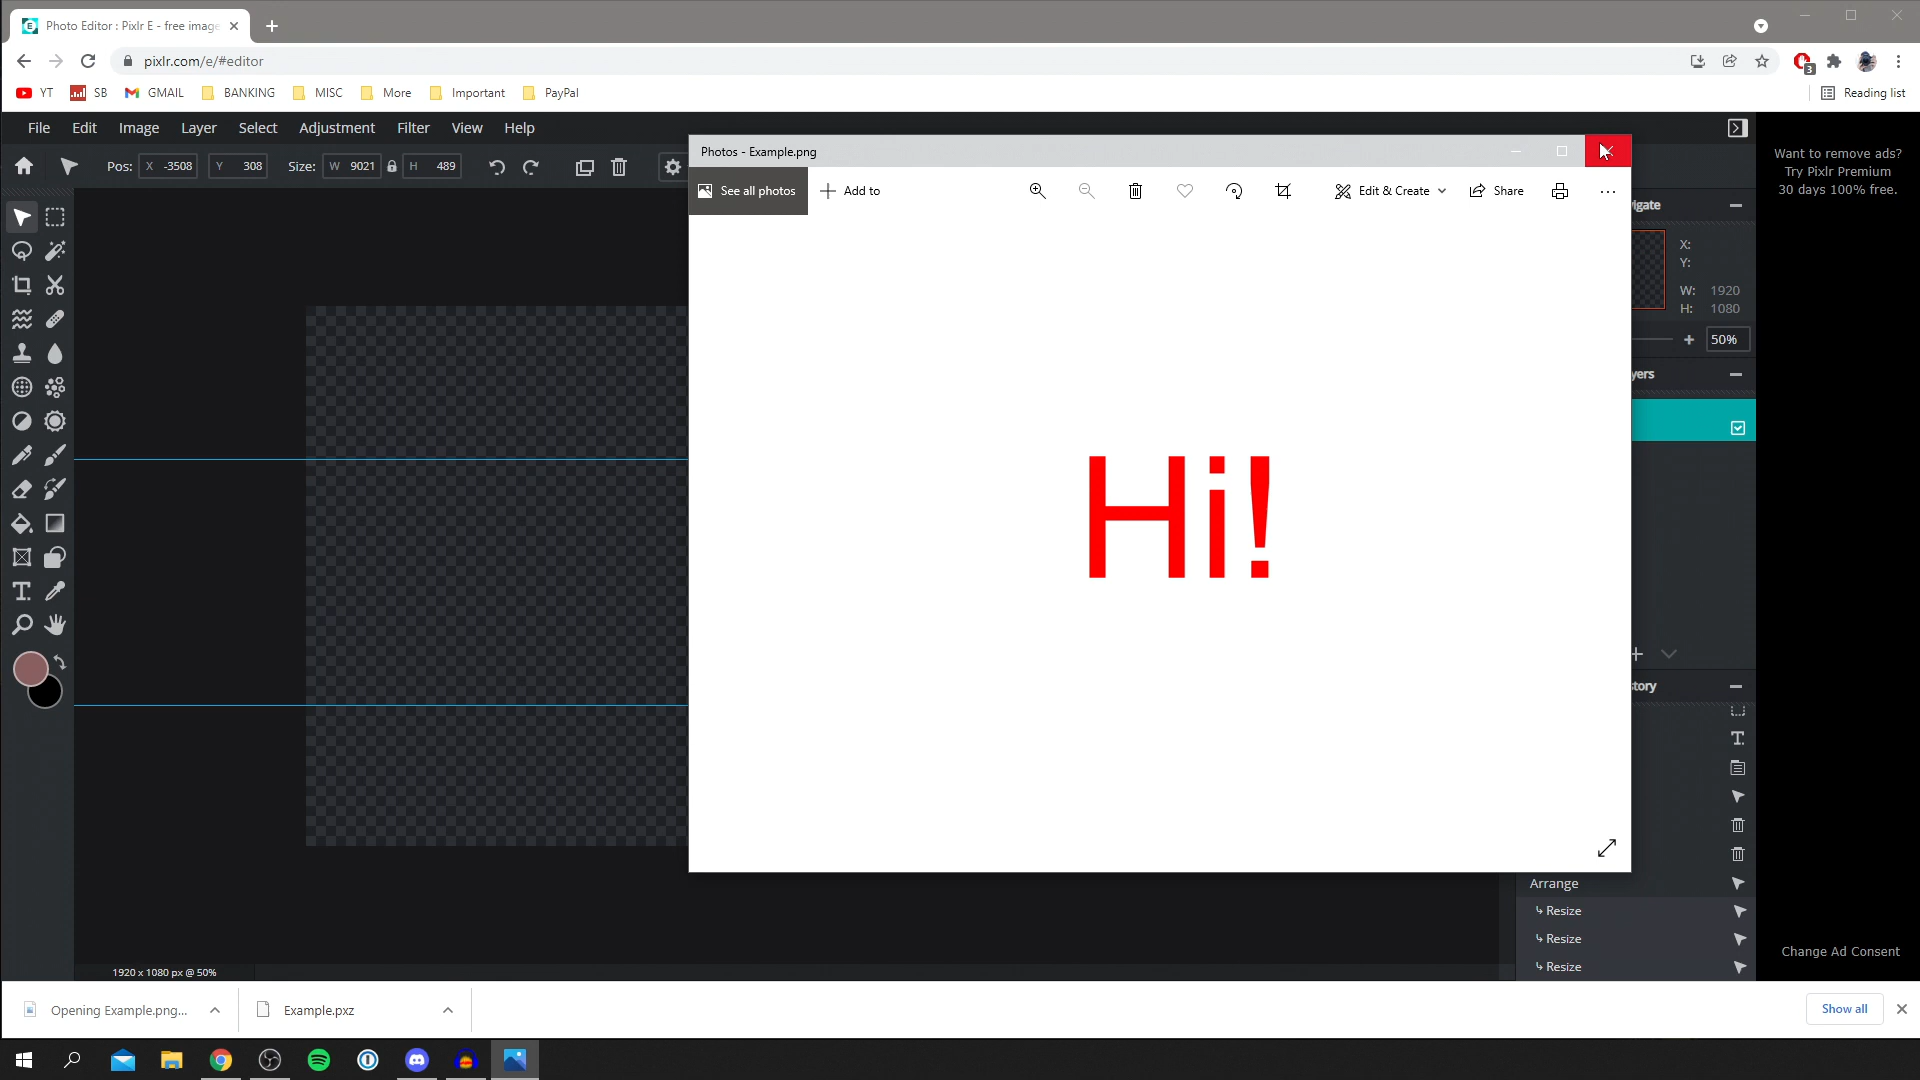 Photo Editor : Pixlr E - free image
pixlr.com/e/#editor
3
YT
SB
GMAIL
BANKING
MISC
More
Important
PayPal
Reading list
File
Edit
Image
Layer
Select
Adjustment
Filter
View
Help
Pos:
X -3508
Y 308
Size:
W 9021
H 489
Photos - Example.png
See all photos
Add to
Edit & Create
Share
Want to remove ads?
Try Pixlr Premium
30 days 100% free.
igate
X:
Y:
W: 1920
H: 1080
50%
yers
Hi!
story
Arrange
Resize
Resize
Resize
Change Ad Consent
1920 x 1080 px @ 50%
Opening Example.png...
Example.pxz
Show all